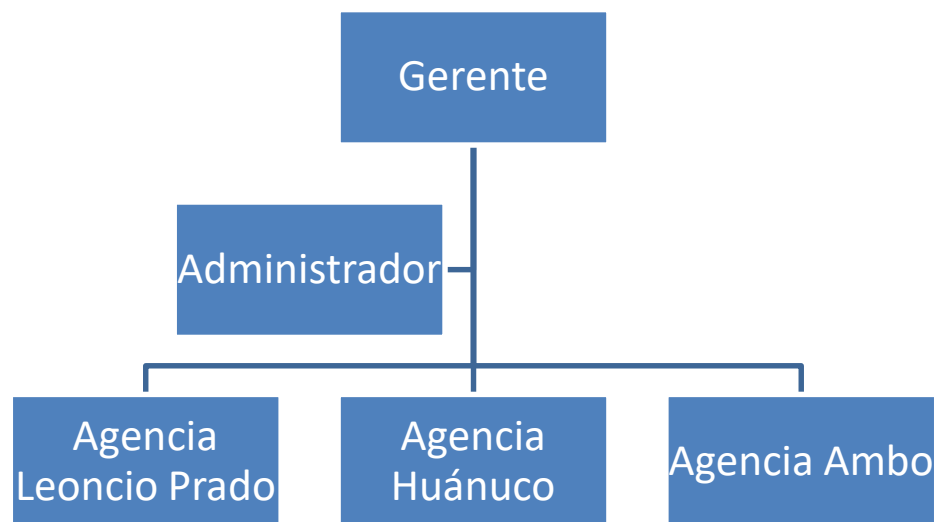 Gerente
Administrador
Agencia
Leoncio Prado
Agencia
Huánuco
Agencia Ambo